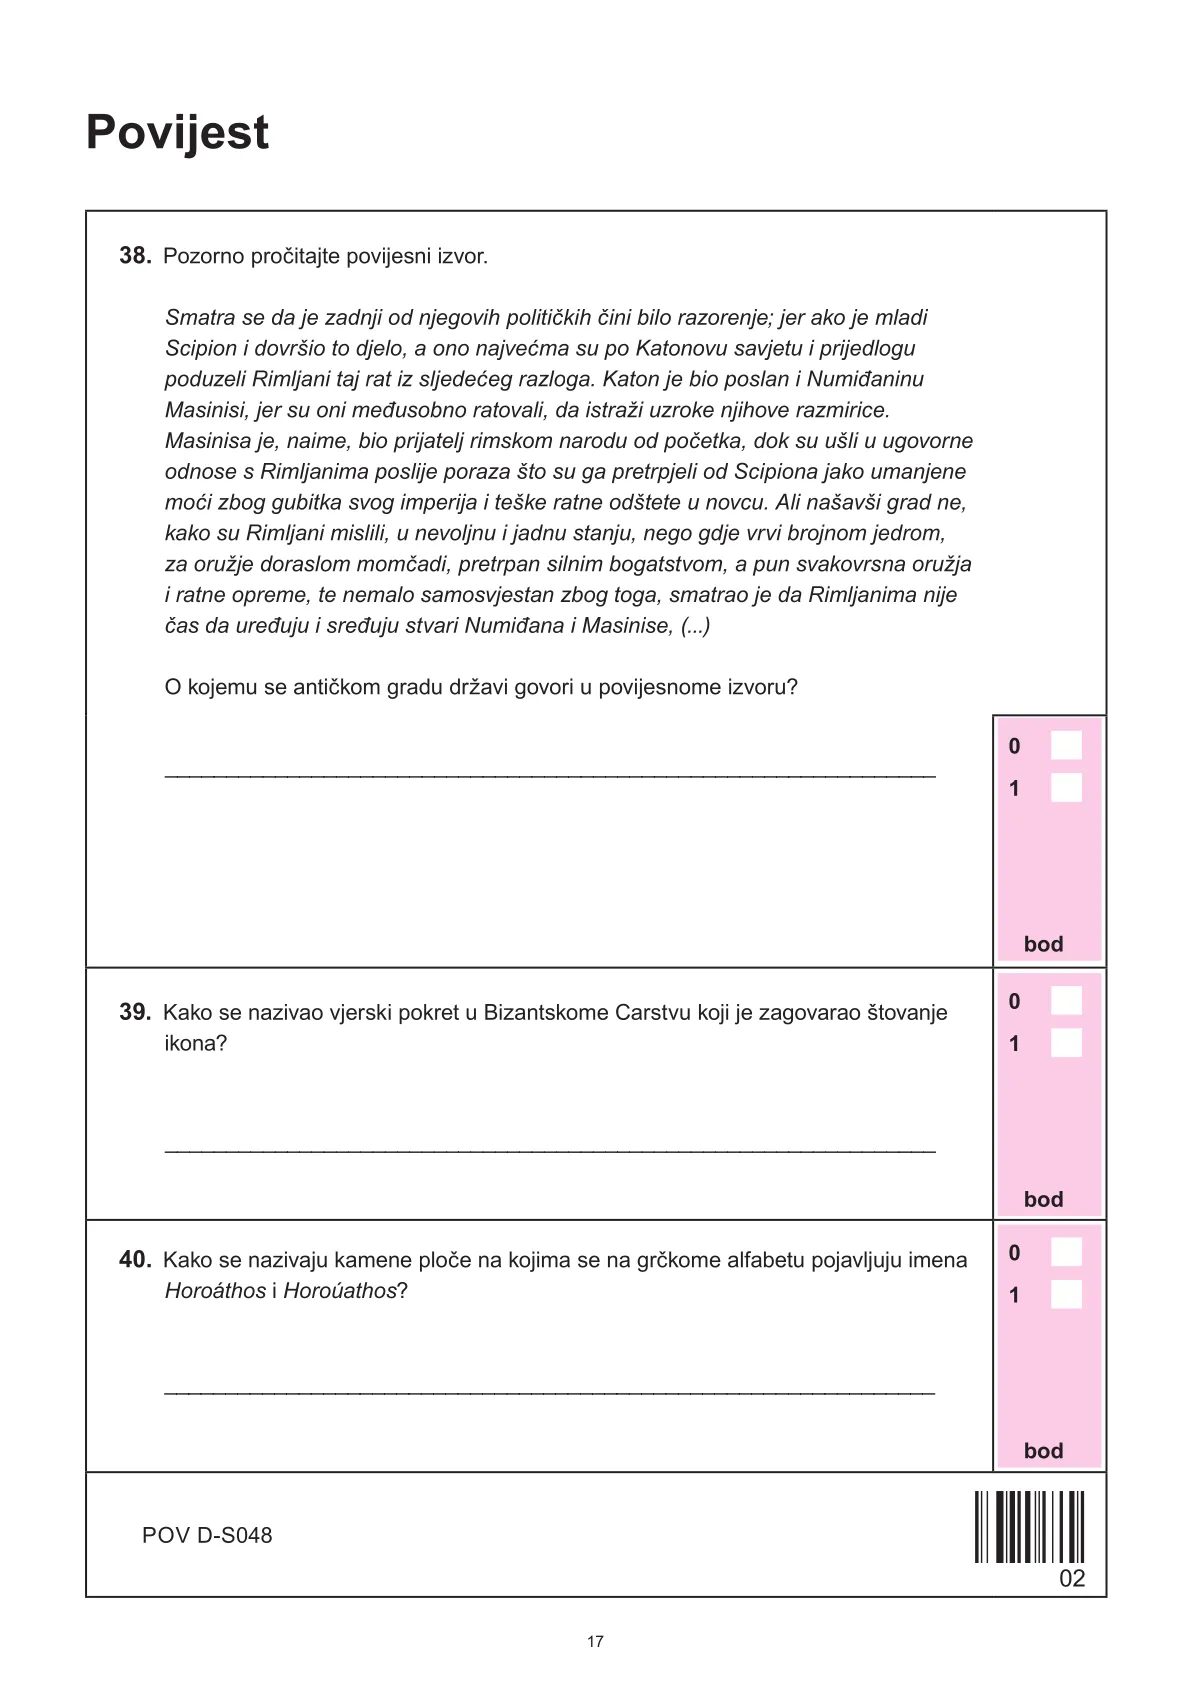 Povijest
38. Pozorno pročitajte povijesni izvor.
Smatra se da je zadnji od njegovih političkih čini bilo razorenje; jer ako je mladi
Scipion i dovršio to djelo, a ono najvećma su po Katonovu savjetu i prijedlogu
poduzeli Rimljani taj rat iz sljedećeg razloga. Katon je bio poslan i Numiđaninu
Masinisi, jer su oni međusobno ratovali, da istraži uzroke njihove razmirice.
Masinisa je, naime, bio prijatelj rimskom narodu od početka, dok su ušli u ugovorne
odnose s Rimljanima poslije poraza što su ga pretrpjeli od Scipiona jako umanjene
moći zbog gubitka svog imperija i teške ratne odštete u novcu. Ali našavši grad ne,
kako su Rimljani mislili, u nevoljnu i jadnu stanju, nego gdje vrvi brojnom jedrom,
za oružje doraslom momčadi, pretrpan silnim bogatstvom, a pun svakovrsna oružja
i ratne opreme, te nemalo samosvjestan zbog toga, smatrao je da Rimljanima nije
čas da uređuju i sređuju stvari Numiđana i Masinise, (...)
O kojemu se antičkom gradu državi govori u povijesnome izvoru?
0
1
bod
39. Kako se nazivao vjerski pokret u Bizantskome Carstvu koji je zagovarao štovanje
ikona?
0
1
bod
40. Kako se nazivaju kamene ploče na kojima se na grčkome alfabetu pojavljuju imena
Horoáthos i Horoúathos?
0
1
bod
POV D-S048
02
17